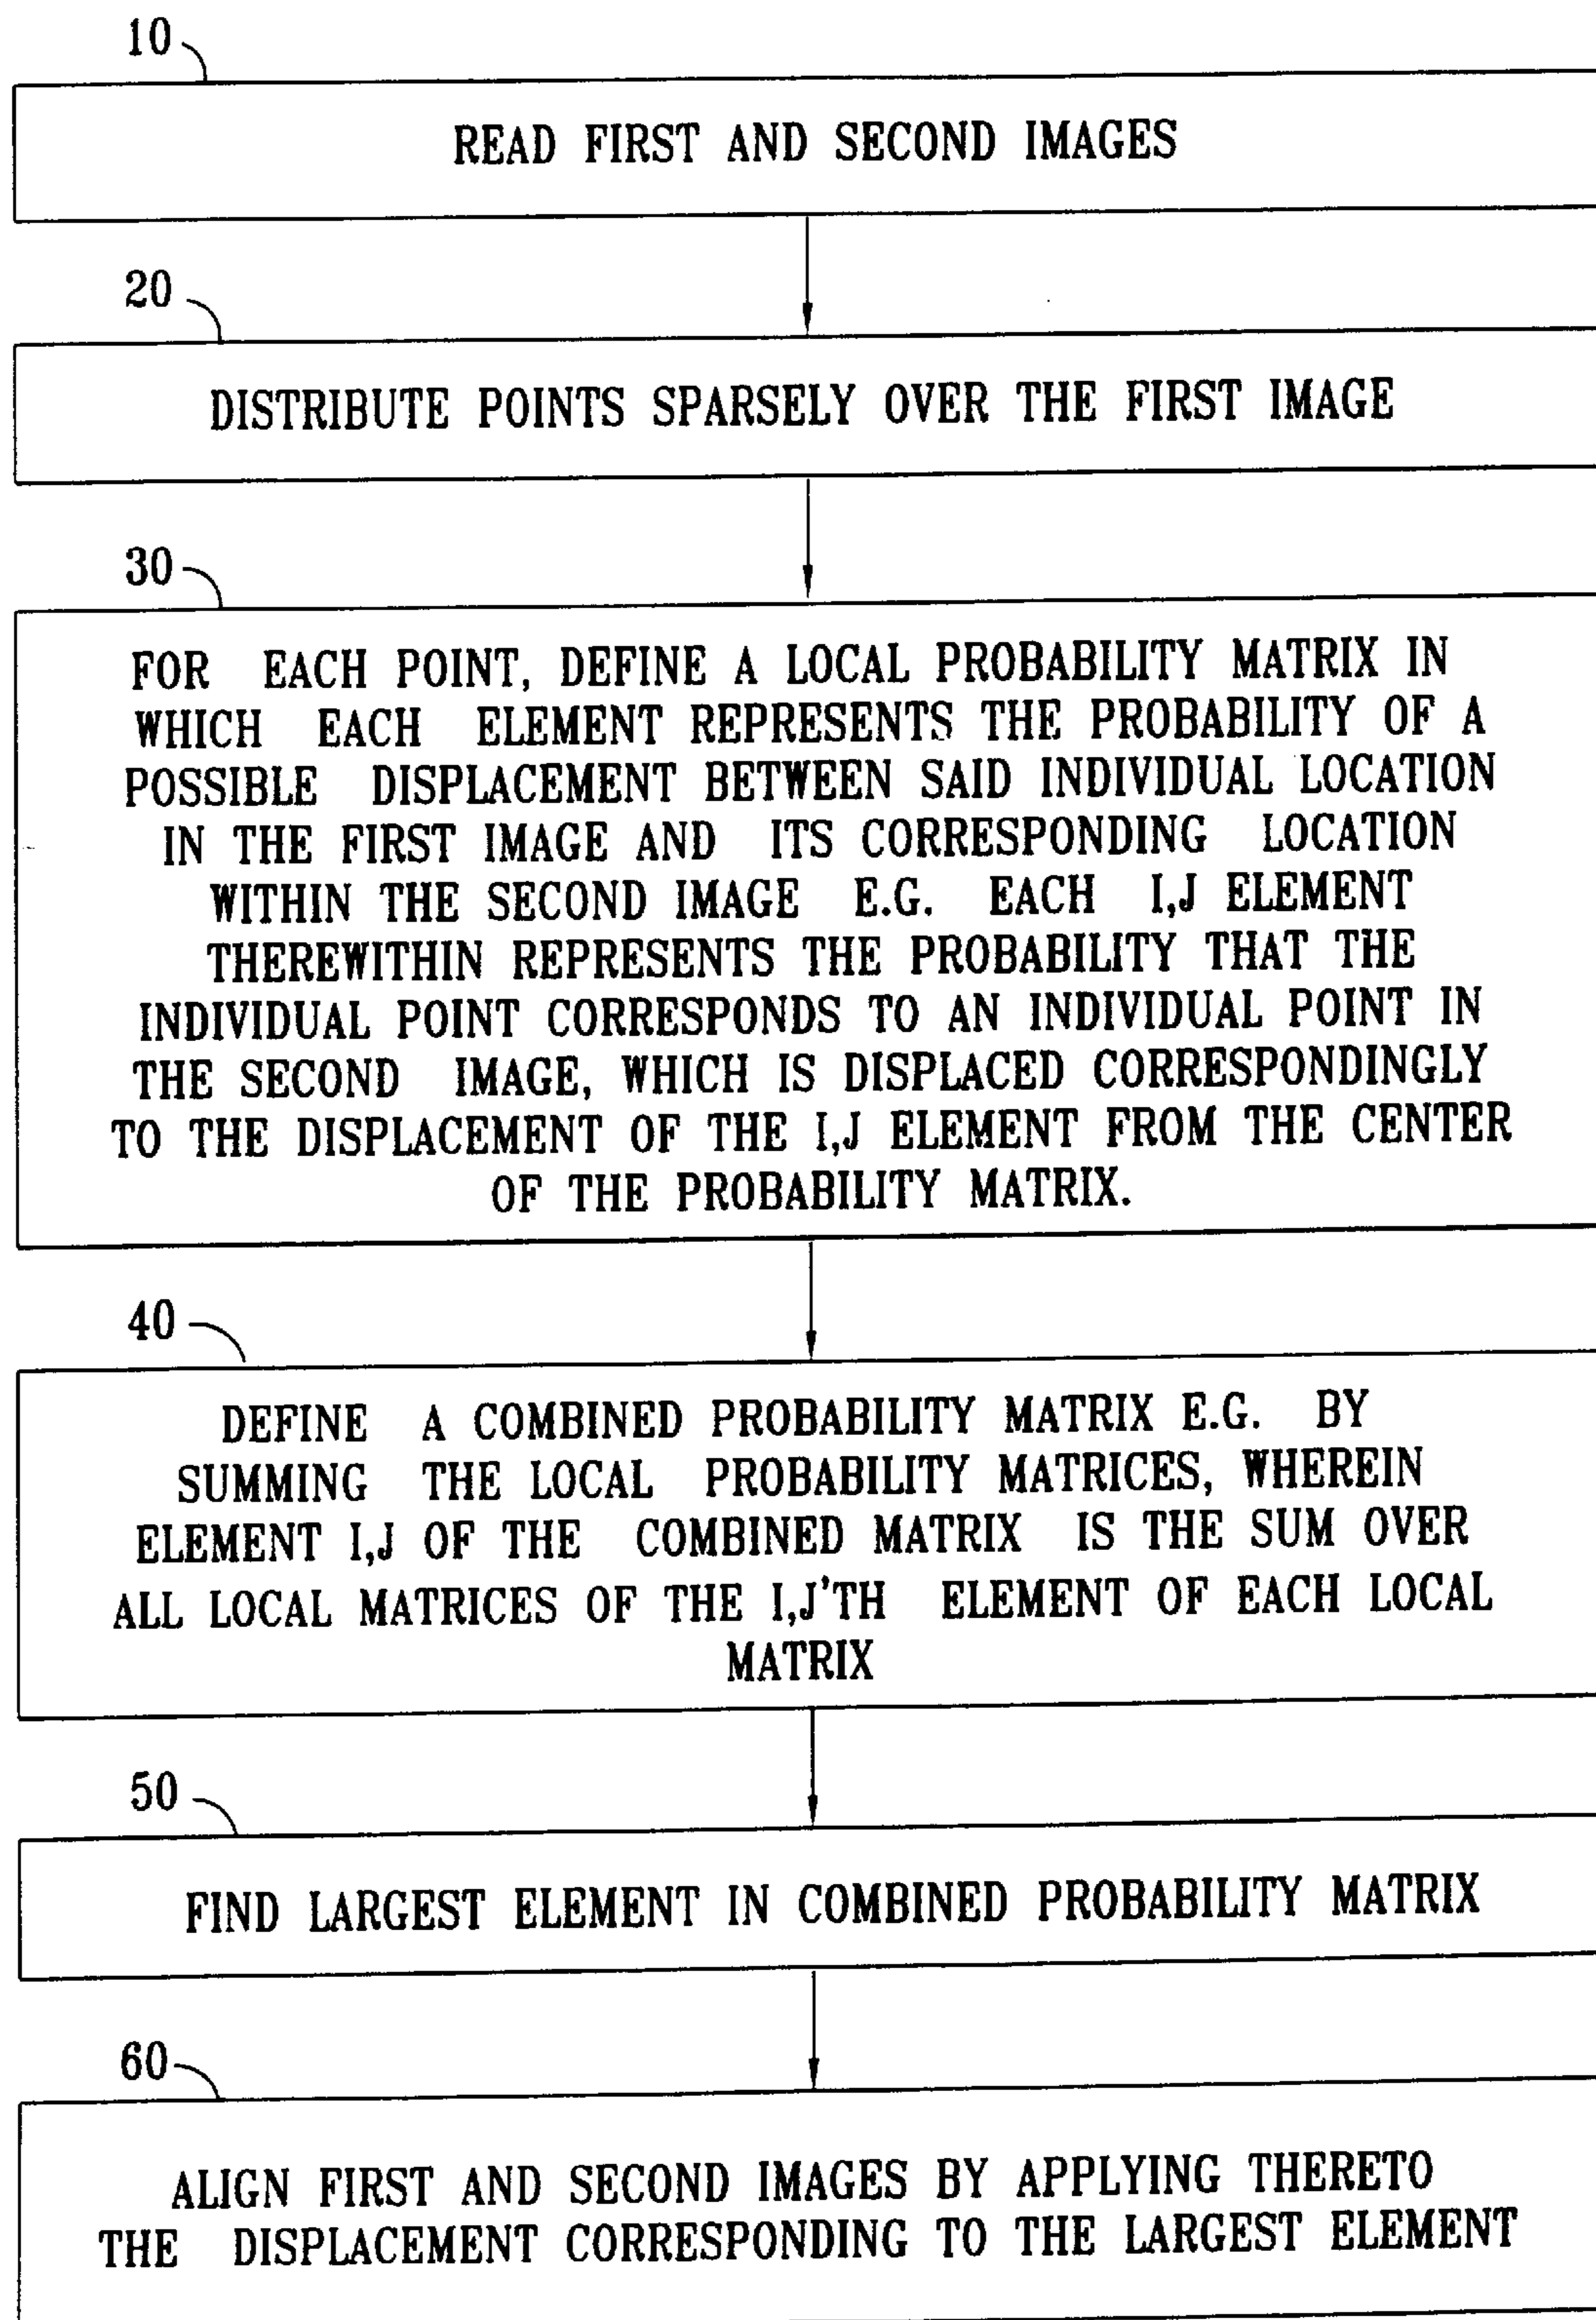 10
READ FIRST AND SECOND IMAGES
20
DISTRIBUTE POINTS SPARSELY OVER THE FIRST IMAGE
30
FOR EACH POINT, DEFINE A LOCAL PROBABILITY MATRIX IN
WHICH EACH ELEMENT REPRESENTS THE PROBABILITY OF A
POSSIBLE DISPLACEMENT BETWEEN SAID INDIVIDUAL LOCATION
IN THE FIRST IMAGE AND ITS CORRESPONDING LOCATION
WITHIN THE SECOND IMAGE E.G. EACH I,J ELEMENT
THEREWITHIN REPRESENTS THE PROBABILITY THAT THE
INDIVIDUAL POINT CORRESPONDS TO AN INDIVIDUAL POINT IN
THE SECOND IMAGE, WHICH IS DISPLACED CORRESPONDINGLY
TO THE DISPLACEMENT OF THE I,J ELEMENT FROM THE CENTER
OF THE PROBABILITY MATRIX.
40
DEFINE A COMBINED PROBABILITY MATRIX E.G. BY
SUMMING THE LOCAL PROBABILITY MATRICES, WHEREIN
ELEMENT I,J OF THE COMBINED MATRIX IS THE SUM OVER
ALL LOCAL MATRICES OF THE I,J'TH ELEMENT OF EACH LOCAL
MATRIX
50
FIND LARGEST ELEMENT IN COMBINED PROBABILITY MATRIX
60
ALIGN FIRST AND SECOND IMAGES BY APPLYING THERETO
THE DISPLACEMENT CORRESPONDING TO THE LARGEST ELEMENT